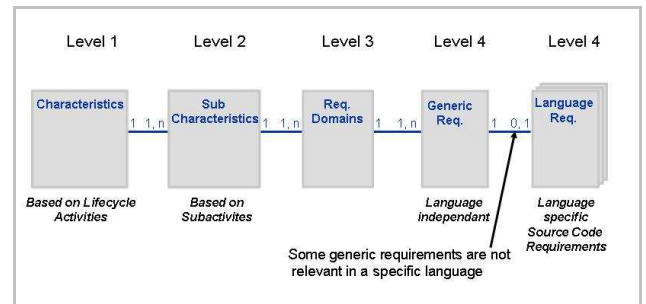 Level 1 Level 2 Level 3 Level 4 Level 4
Characteristics
1 1, n
Sub
Characteristics
1 1, n
Req.
Domains
1 1, n
Generic
Req.
1 0, 1
Language
Req.
Based on Lifecycle
Activities
Based on
Subactivites
Language
independant
Language
specific
Source Code
Requirements
Some generic requirements are not
relevant in a specific language